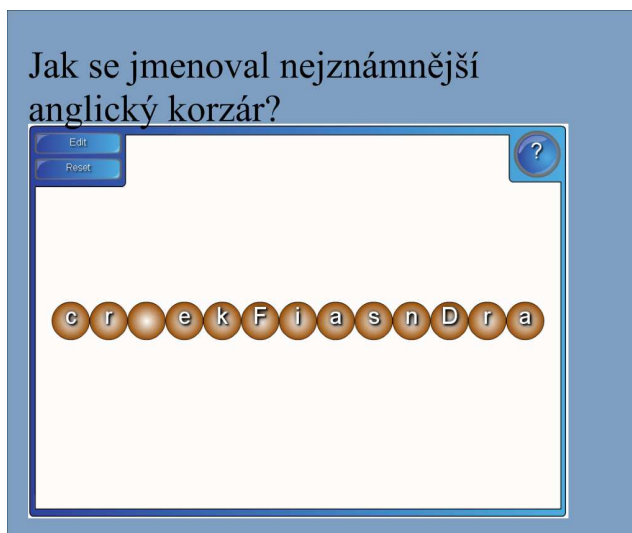 Jak se jmenoval nejznámnější
anglický korzár?
Edit
?
Reset
c r e k F i a s n D r a